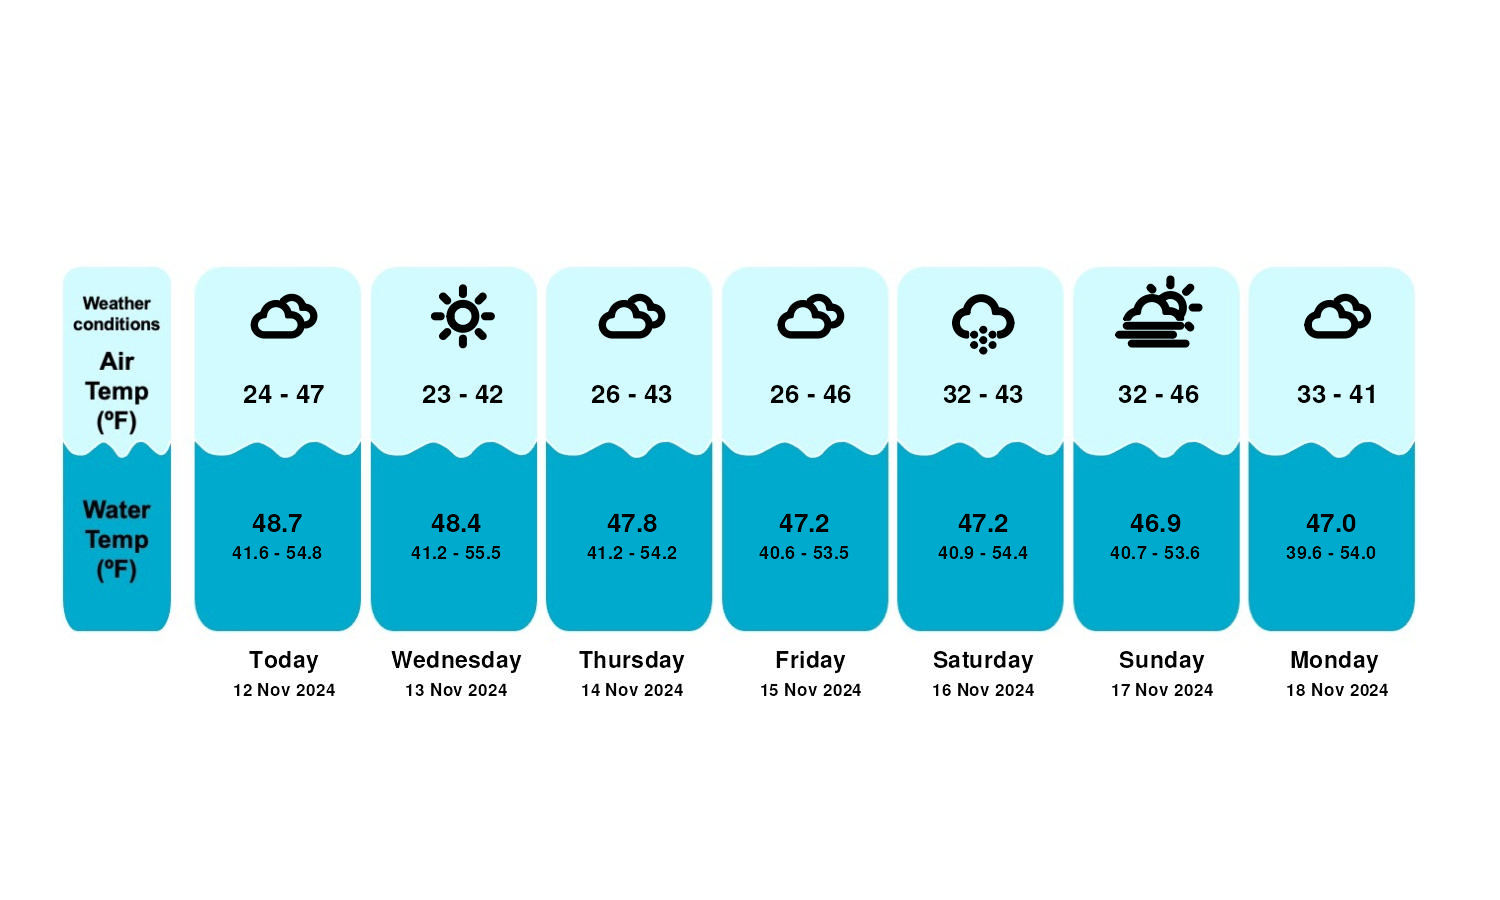 Weather
conditions
Air
Temp
(ºF)
Water
Temp
(ºF)
24 - 47
48.7
41.6 - 54.8
Today
12 Nov 2024
23 - 42
48.4
41.2 - 55.5
Wednesday
13 Nov 2024
26 - 43
47.8
41.2 - 54.2
Thursday
14 Nov 2024
26 - 46
47.2
40.6 - 53.5
Friday
15 Nov 2024
32 - 43
47.2
40.9 - 54.4
Saturday
16 Nov 2024
32 - 46
46.9
40.7 - 53.6
Sunday
17 Nov 2024
33 - 41
47.0
39.6 - 54.0
Monday
18 Nov 2024